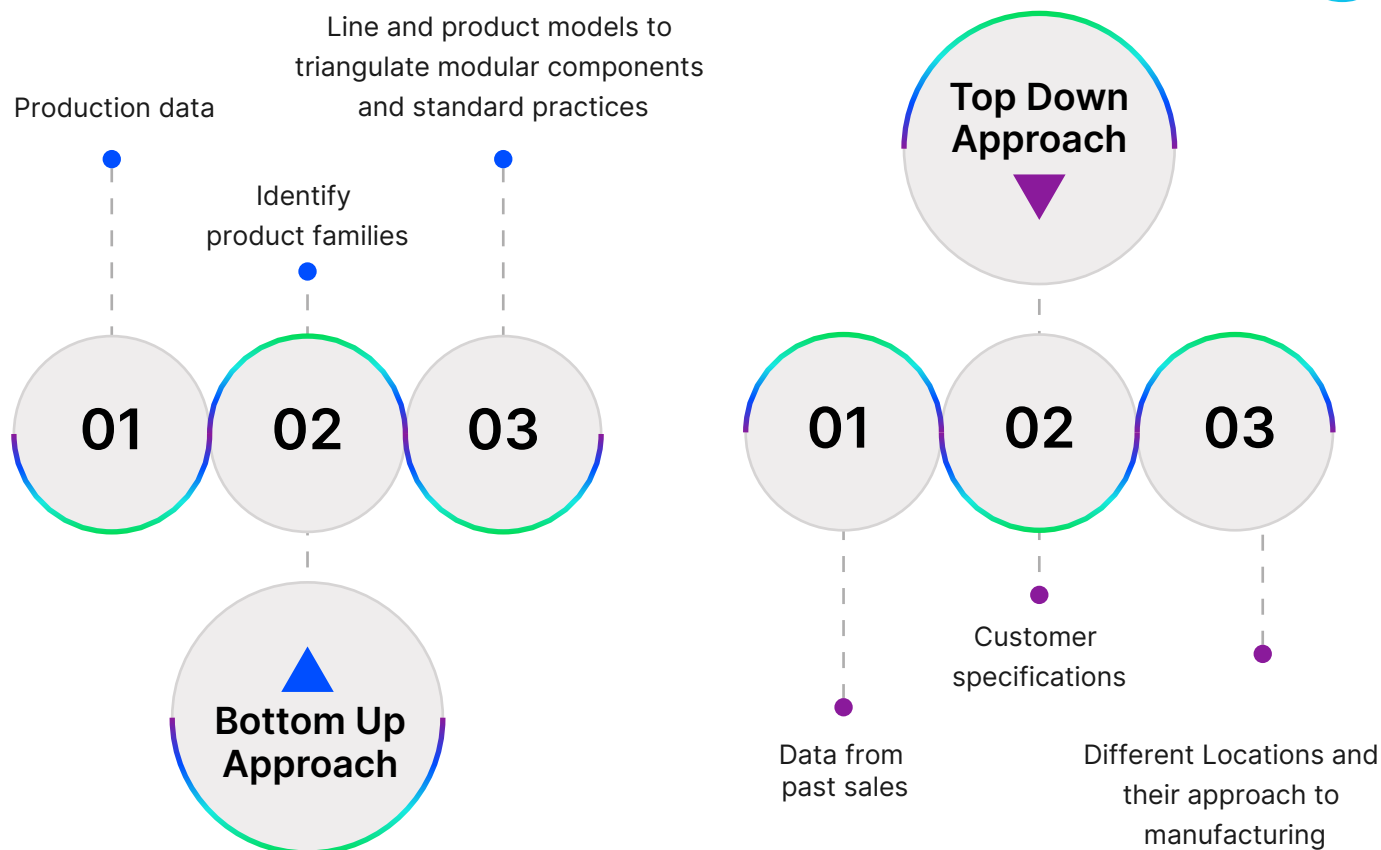 Production data
Identify
product families
Line and product models to
triangulate modular components
and standard practices
01
02
03
Bottom Up
Approach
Top Down
Approach
01
02
03
Data from
past sales
Customer
specifications
Different Locations and
their approach to
manufacturing